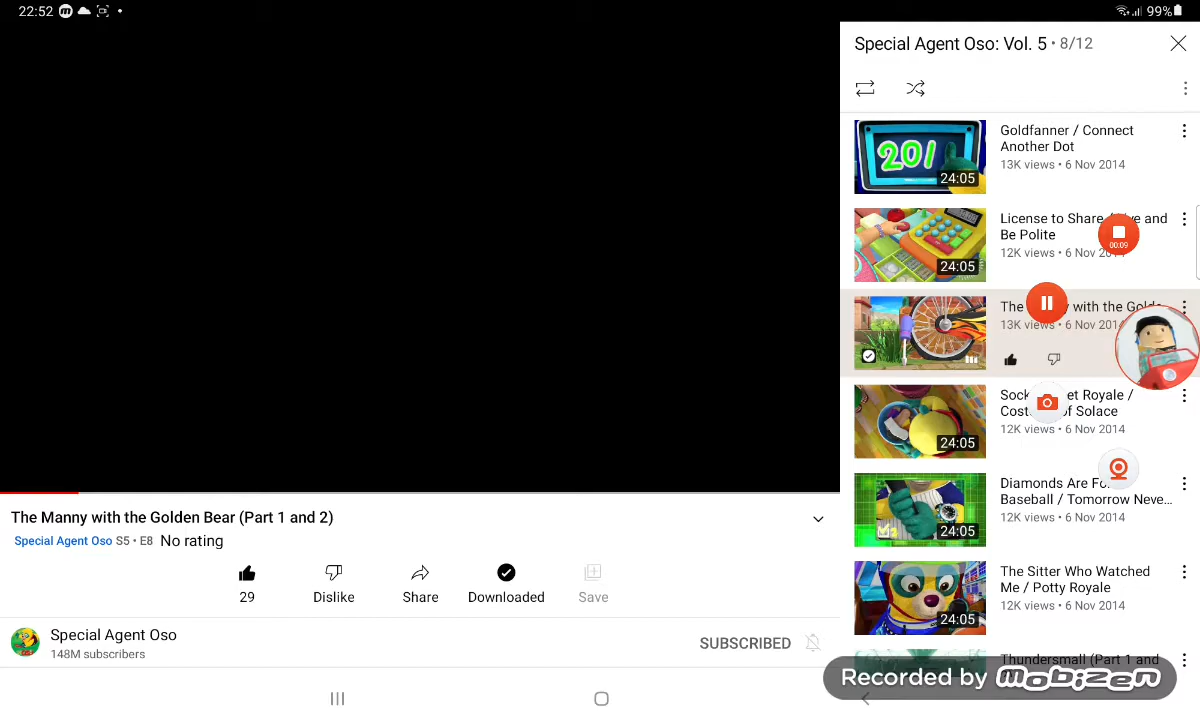 22:52
99%
Special Agent Oso: Vol. 5 • 8/12
201
24:05
Goldfanner / Connect
Another Dot
13K views • 6 Nov 2014
24:05
License to Share / and
Be Polite
12K views • 6 Nov
00:09
The with the
13K views • 6 Nov 2014
24:05
Royale /
of Solace
12K views • 6 Nov 2014
24:05
Diamonds Are
Baseball / Tomorrow Neve...
12K views • 6 Nov 2014
24:05
The Sitter Who Watched
Me / Potty Royale
12K views • 6 Nov 2014
Thundersmall (Part 1 and
The Manny with the Golden Bear (Part 1 and 2)
Special Agent Oso S5 • E8 No rating
29 Dislike Share Downloaded Save
Special Agent Oso
148M subscribers
SUBSCRIBED
Recorded by mobizen